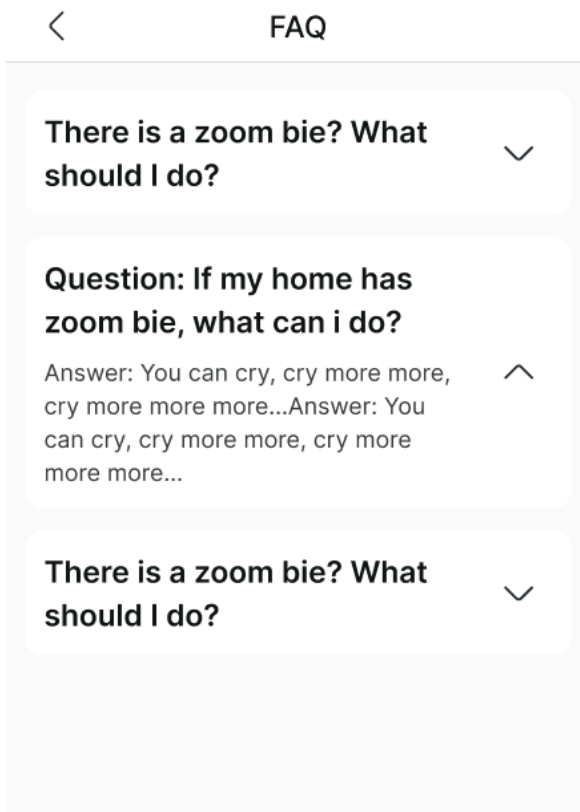 FAQ
There is a zoom bie? What
should I do?
Question: If my home has
zoom bie, what can i do?
Answer: You can cry, cry more more,
cry more more more...Answer: You
can cry, cry more more, cry more
more more...
There is a zoom bie? What
should I do?